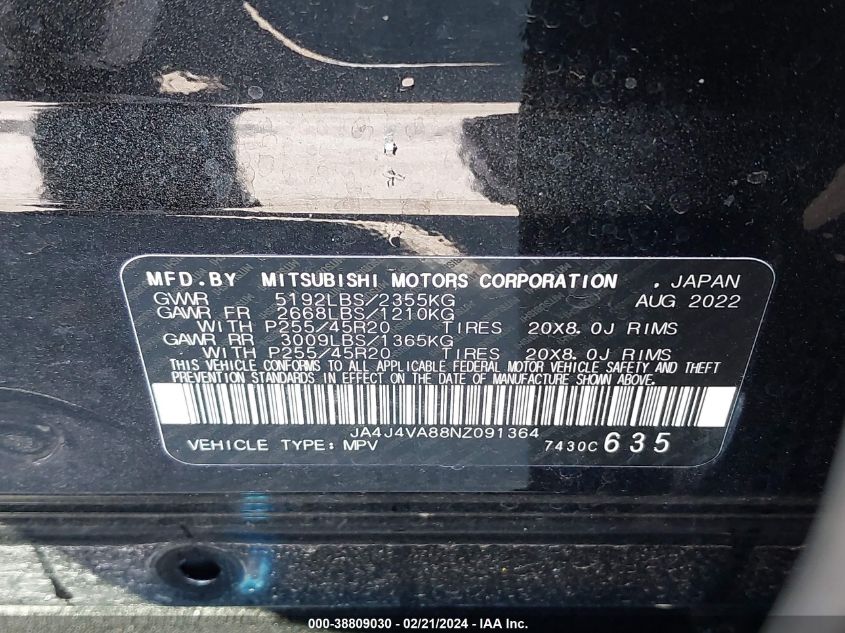 MFD.BY MITSUBISHI MOTORS CORPORATION . JAPAN
GVWR 5192LBS/2355KG AUG 2022
GAWR FR 2668LBS/1210KG
WITH P255/45R20 TIRES 20X8.0J RIMS
GAWR RR 3009LBS/1365KG
WITH P255/45R20 TIRES 20X8.0J RIMS
THIS VEHICLE CONFORMS TO ALL APPLICABLE FEDERAL MOTOR VEHICLE SAFETY AND THEFT
PREVENTION STANDARDS IN EFFECT ON THE DATE OF MANUFACTURE SHOWN ABOVE.
JA4J4VA88NZ091364
VEHICLE TYPE: MPV 7430C 635
000-38809030 - 02/21/2024 - IAA Inc.